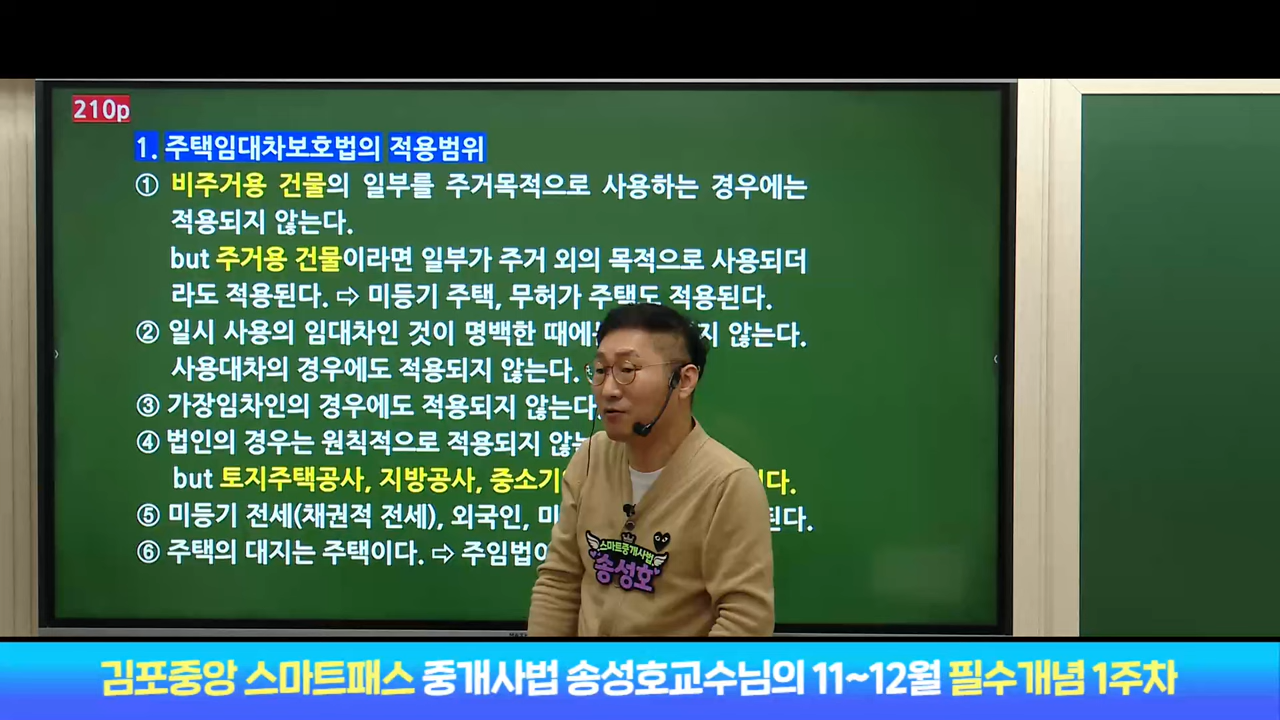 210p
1. 주택임대차보호법의 적용범위
① 비주거용 건물의 일부를 주거목적으로 사용하는 경우에는
적용되지 않는다.
but 주거용 건물이라면 일부가 주거 외의 목적으로 사용되더
라도 적용된다. ⇨ 미등기 주택, 무허가 주택도 적용된다.
② 일시 사용의 임대차인 것이 명백한 때에 않는다.
사용대차의 경우에도 적용되지 않는다.
③ 가장임차인의 경우에도 적용되지 않는다.
④ 법인의 경우는 원칙적으로 적용되지
but 토지주택공사, 지방공사, 중소기
⑤ 미등기 전세(채권적 전세), 외국인,
⑥ 주택의 대지는 주택이다. ⇨ 주임법
스마트중개사법
송성호
김포중앙 스마트패스 중개사법 송성호교수님의 11~12월 필수개념 1주차